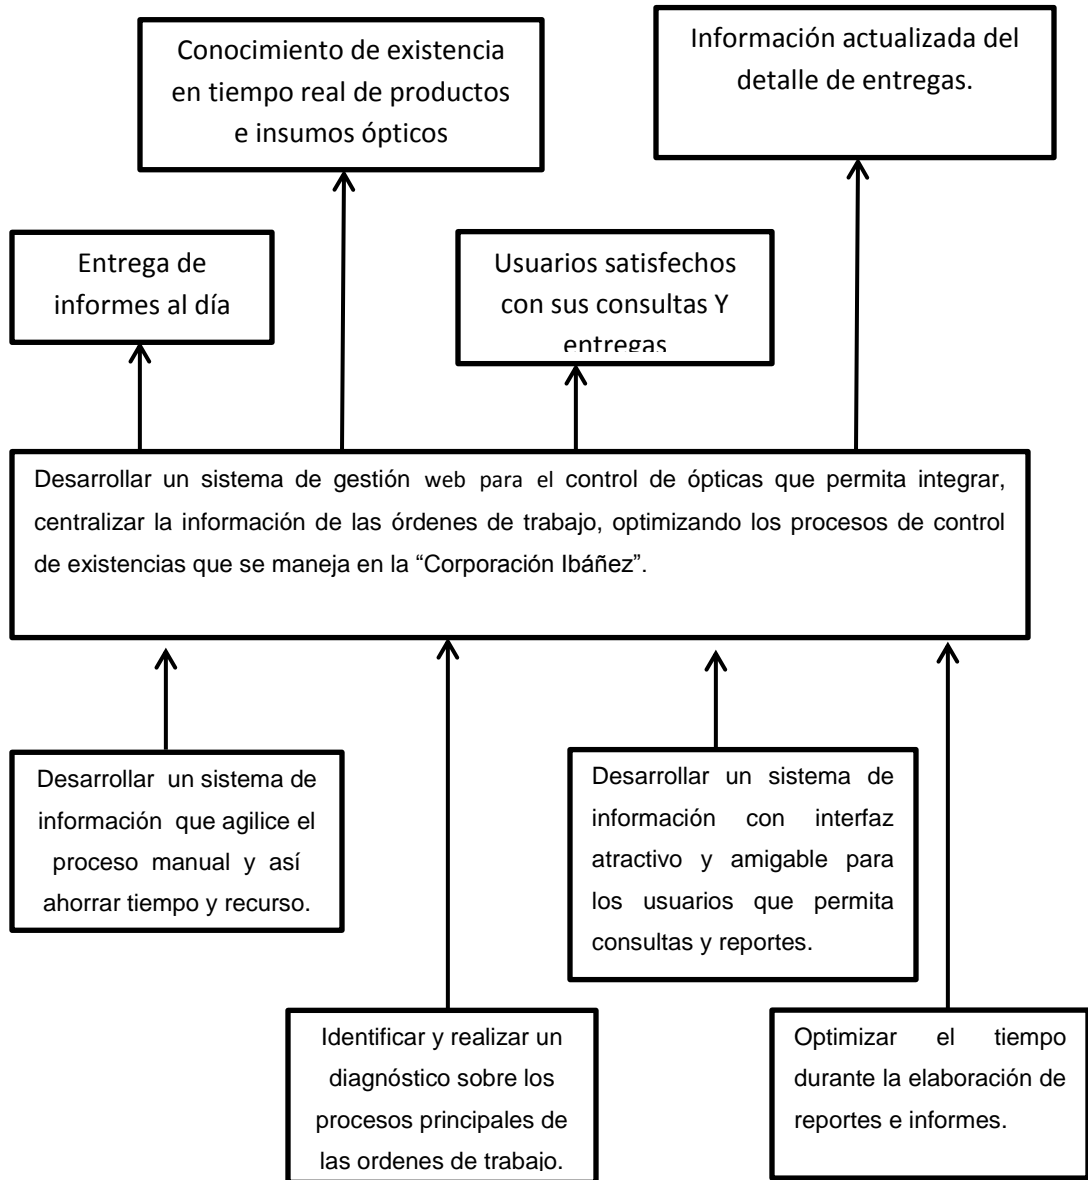 Conocimiento de existencia
en tiempo real de productos
e insumos ópticos
Información actualizada del
detalle de entregas.
Entrega de
informes al día
Usuarios satisfechos
con sus consultas Y
entregas
Desarrollar un sistema de gestión web para el control de ópticas que permita integrar,
centralizar la información de las órdenes de trabajo, optimizando los procesos de control
de existencias que se maneja en la “Corporación Ibáñez”.
Desarrollar un sistema de
información que agilice el
proceso manual y así
ahorrar tiempo y recurso.
Desarrollar un sistema de
información con interfaz
atractivo y amigable para
los usuarios que permita
consultas y reportes.
Identificar y realizar un
diagnóstico sobre los
procesos principales de
las ordenes de trabajo.
Optimizar el tiempo
durante la elaboración de
reportes e informes.